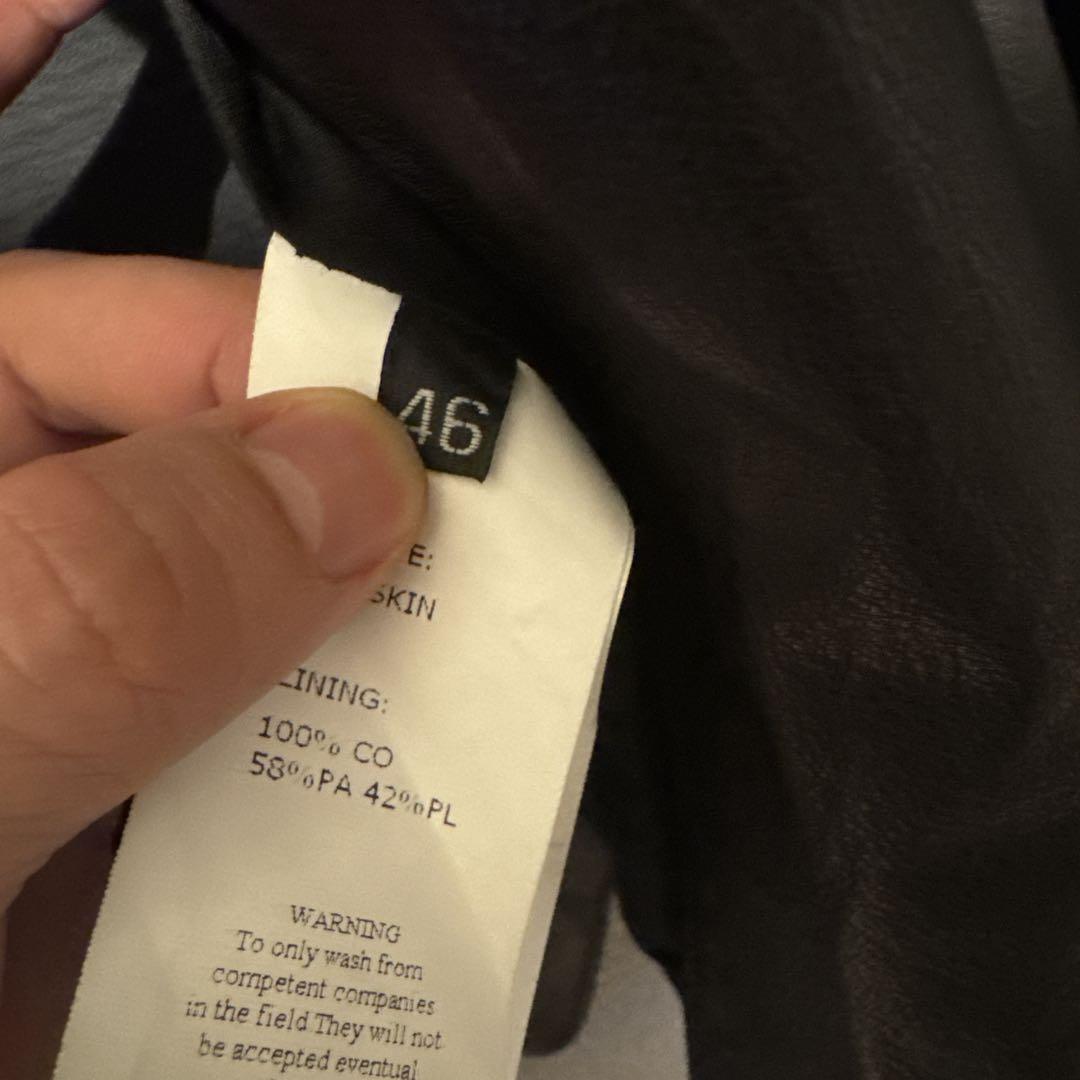 46
E:
SKIN
LINING:
100% CO
58%PA 42%PL
WARNING
To only wash from
competent companies
in the field They will not
be accepted eventual